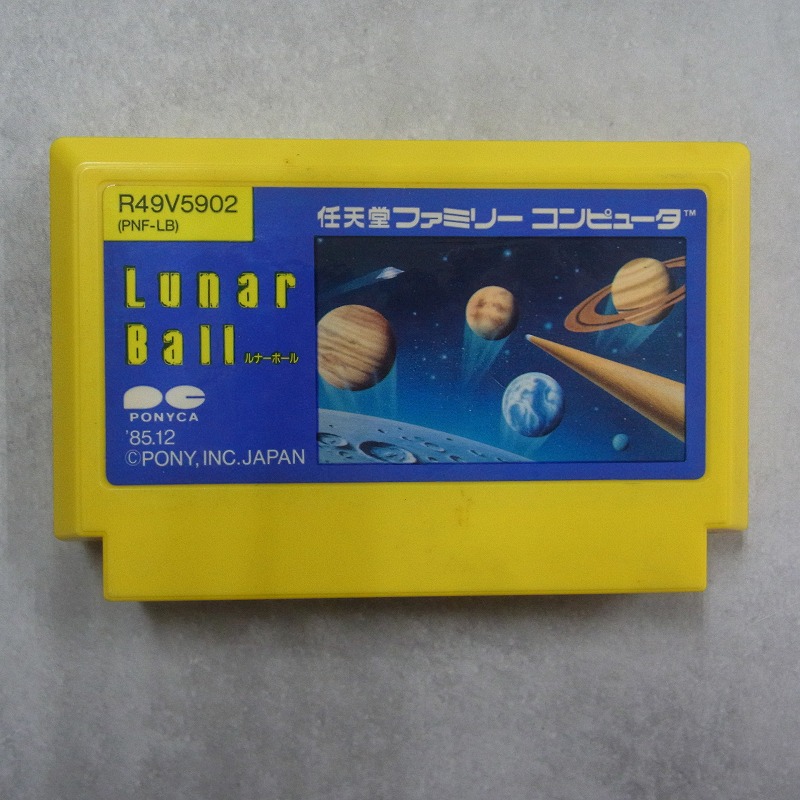 R49V5902
(PNF-LB)
任天堂ファミリー コンピュータ™
Lunar
Ball ルナーボール
PONYCA
'85.12
©PONY, INC. JAPAN